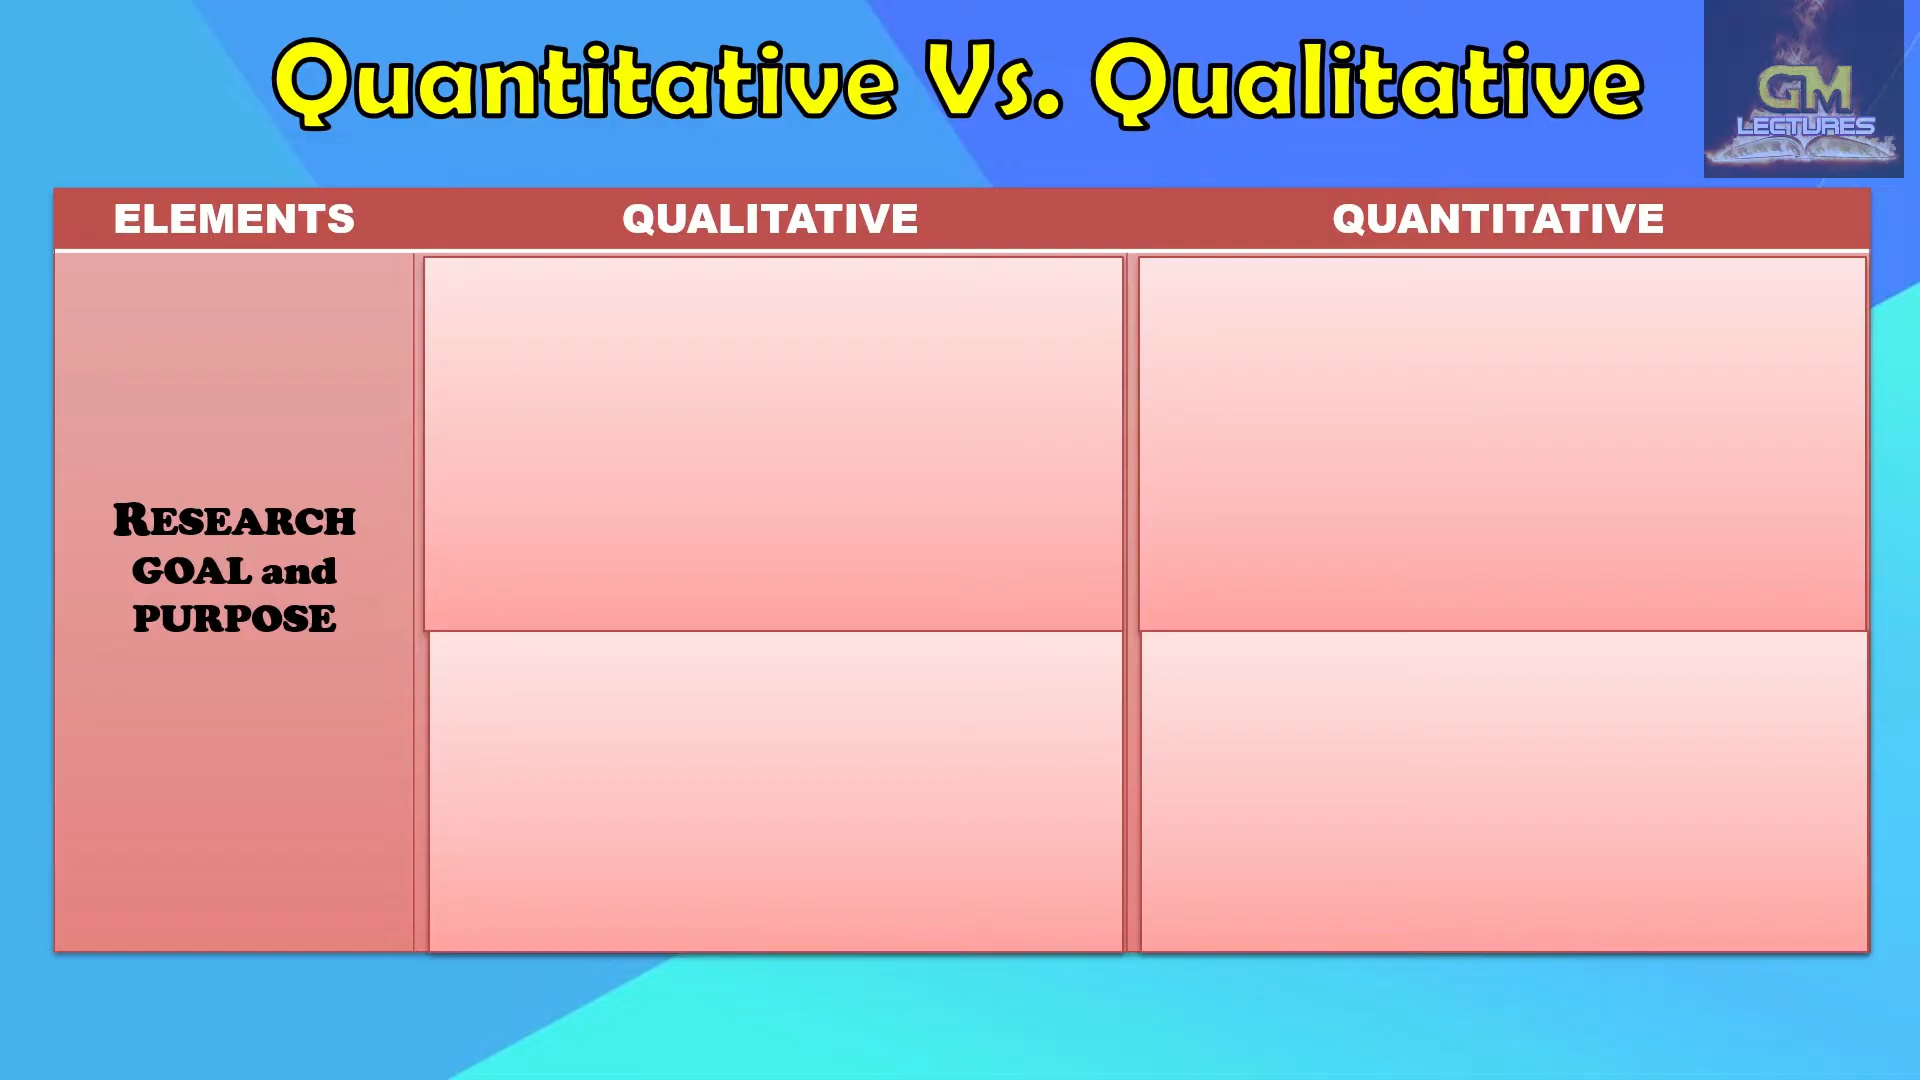 Quantitative Vs. Qualitative
GM
LECTURES
ELEMENTS QUALITATIVE QUANTITATIVE
RESEARCH
GOAL and
PURPOSE